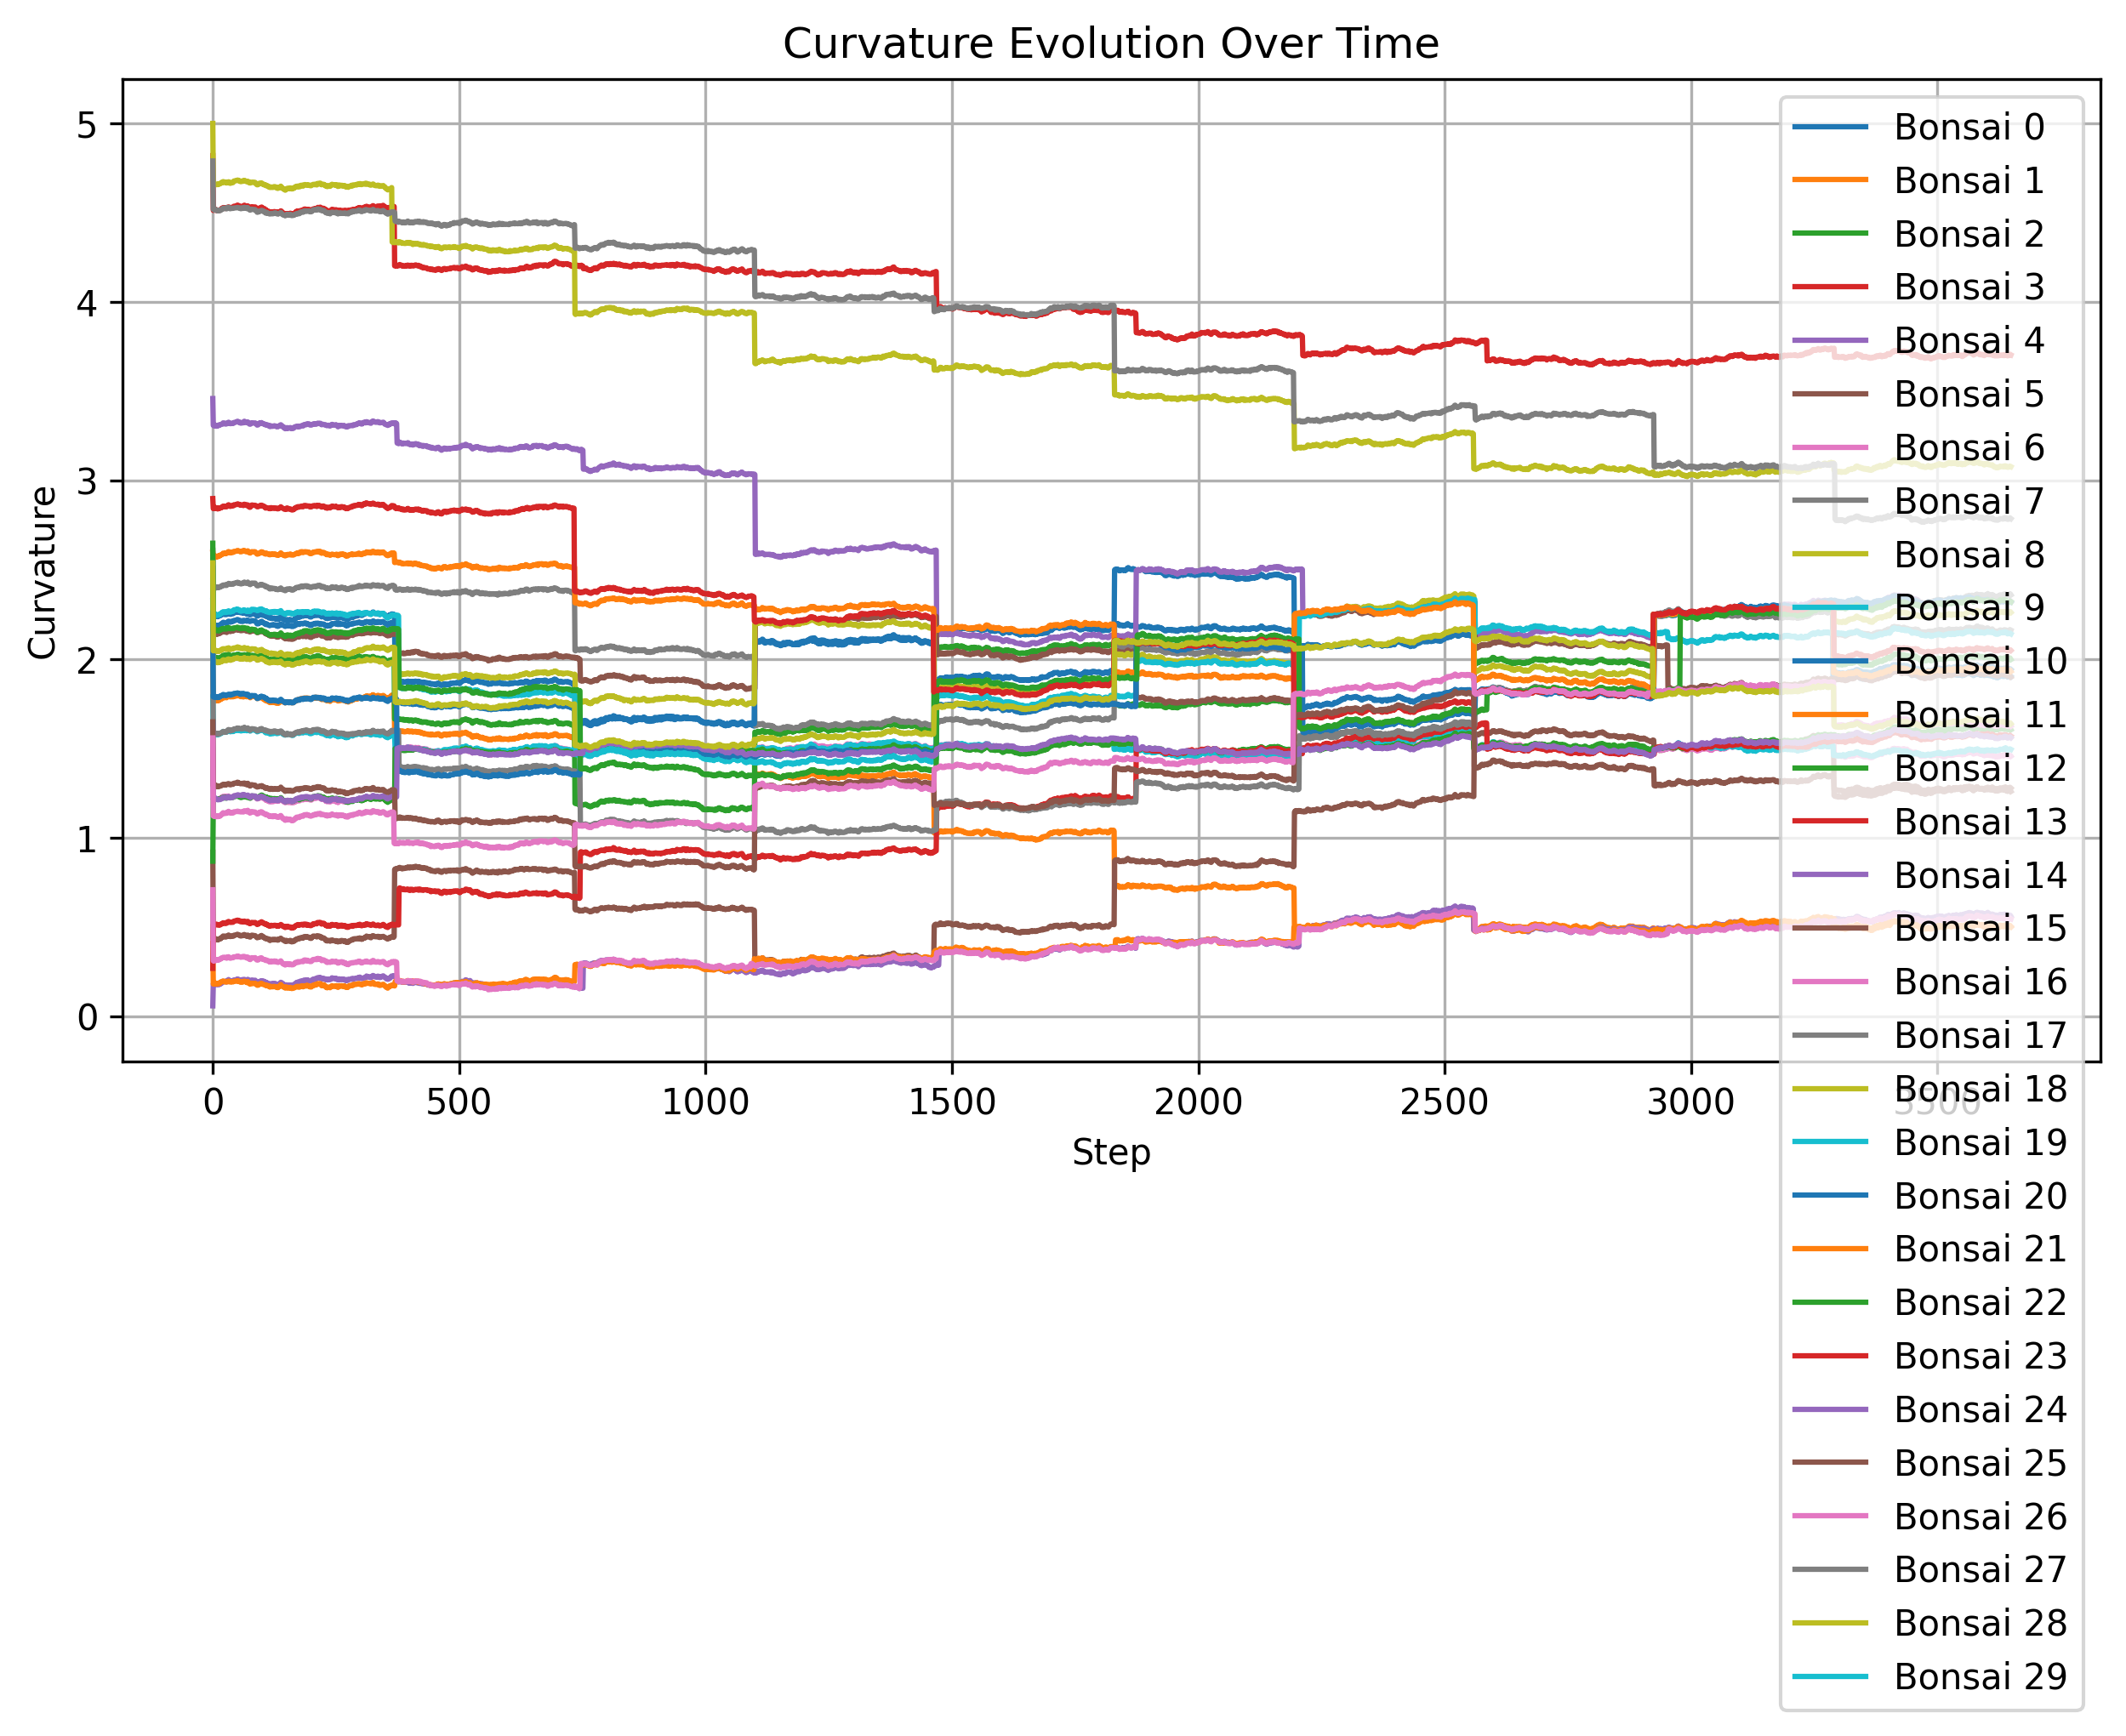 Curvature Evolution Over Time
5
4
3
2
1
0
Curvature
0 500 1000 1500 2000 2500 3000 3500
Step
Bonsai 0
Bonsai 1
Bonsai 2
Bonsai 3
Bonsai 4
Bonsai 5
Bonsai 6
Bonsai 7
Bonsai 8
Bonsai 9
Bonsai 10
Bonsai 11
Bonsai 12
Bonsai 13
Bonsai 14
Bonsai 15
Bonsai 16
Bonsai 17
Bonsai 18
Bonsai 19
Bonsai 20
Bonsai 21
Bonsai 22
Bonsai 23
Bonsai 24
Bonsai 25
Bonsai 26
Bonsai 27
Bonsai 28
Bonsai 29